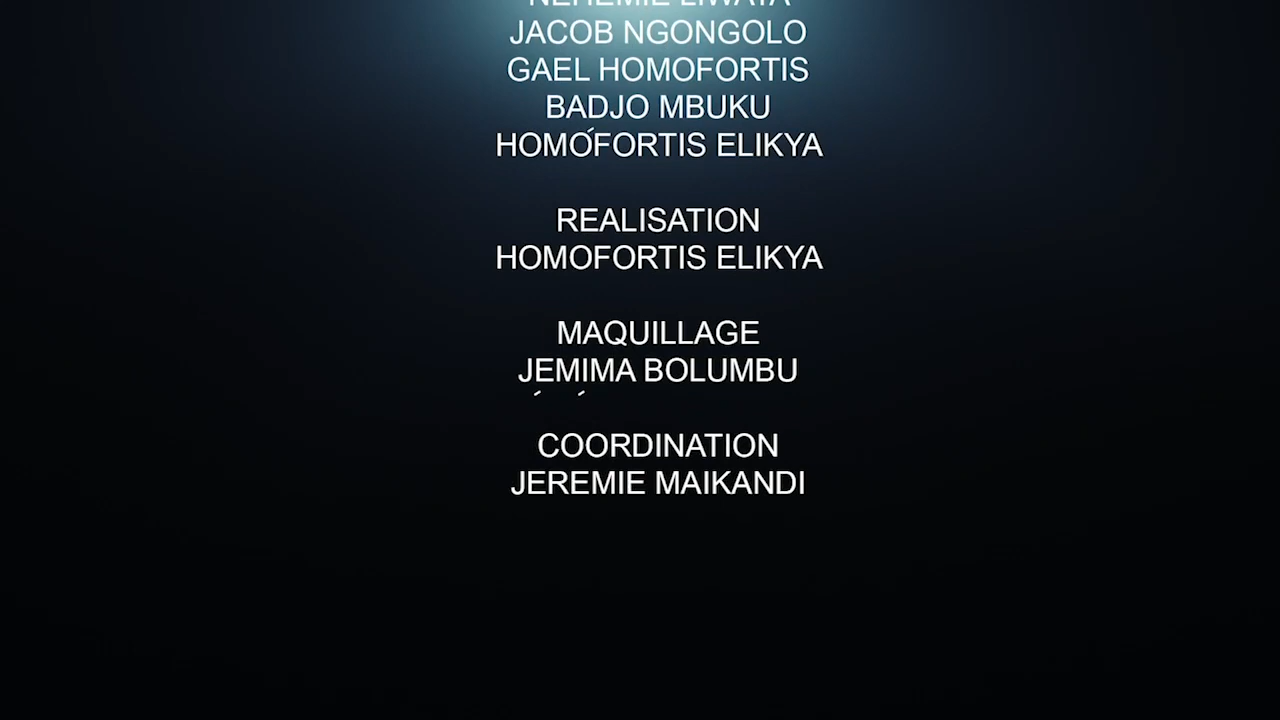 JACOB NGONGOLO
GAEL HOMOFORTIS
BADJO MBUKU
HOMOFORTIS ELIKYA
REALISATION
HOMOFORTIS ELIKYA
MAQUILLAGE
JEMIMA BOLUMBU
COORDINATION
JEREMIE MAIKANDI